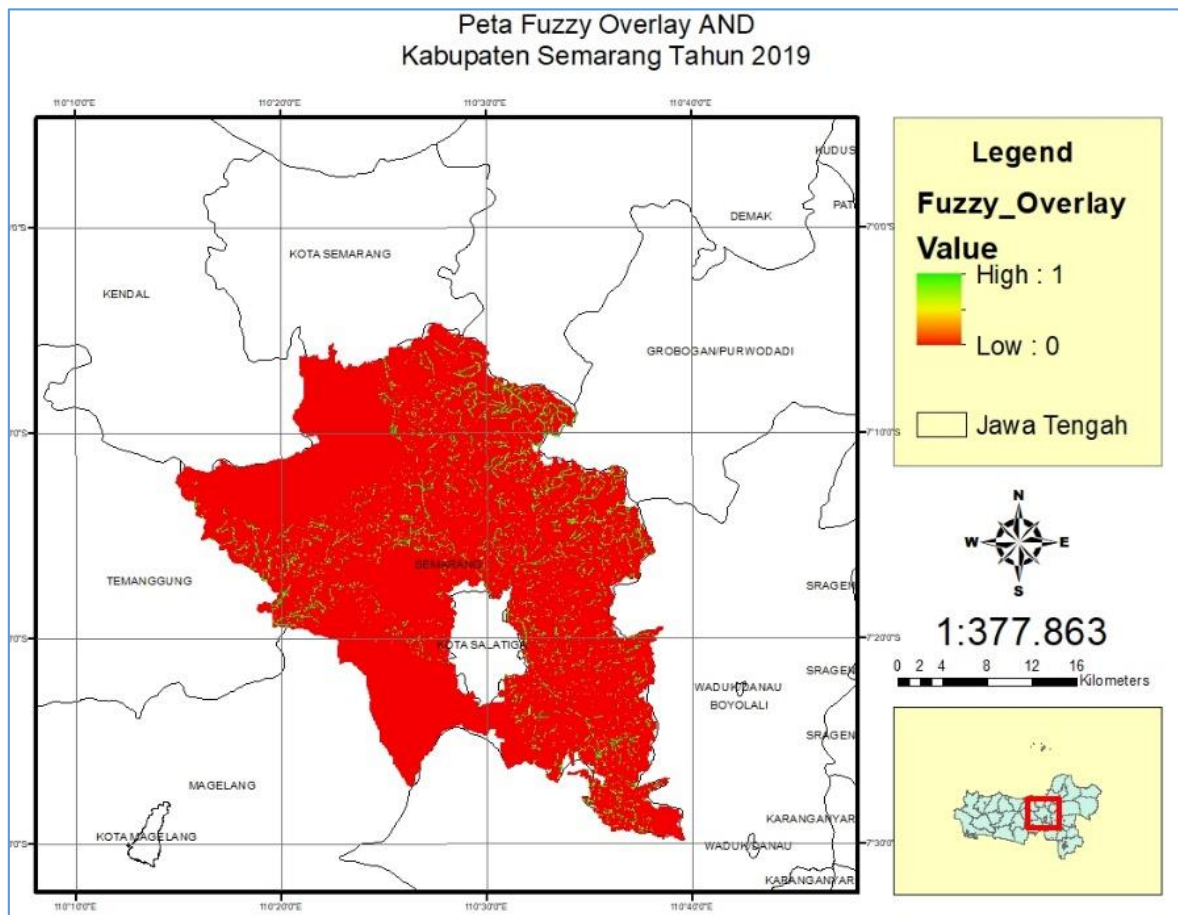 Peta Fuzzy Overlay AND
Kabupaten Semarang Tahun 2019
110°10'0"E 110°20'0"E 110°30'0"E 110°40'0"E
KUDUS
DEMAK
PAT
7°0'0"S
KOTA SEMARANG
KENDAL
GROBOGAN/PURWODADI
7°10'0"S
SEMARANG
TEMANGGUNG
SRAGEN
7°20'0"S
KOTA SALATIGA
SRAGEN
WADUK/DANAU
BOYOLALI
SRAGEN
MAGELANG
KARANGANYAR
KOTA MAGELANG
WADUK/DANAU
7°30'0"S
KARANGANYAR
110°10'0"E 110°20'0"E 110°30'0"E 110°40'0"E
Legend
Fuzzy_Overlay
Value
High : 1
Low : 0
Jawa Tengah
N
W E
S
1:377.863
0 2 4 8 12 16
Kilometers